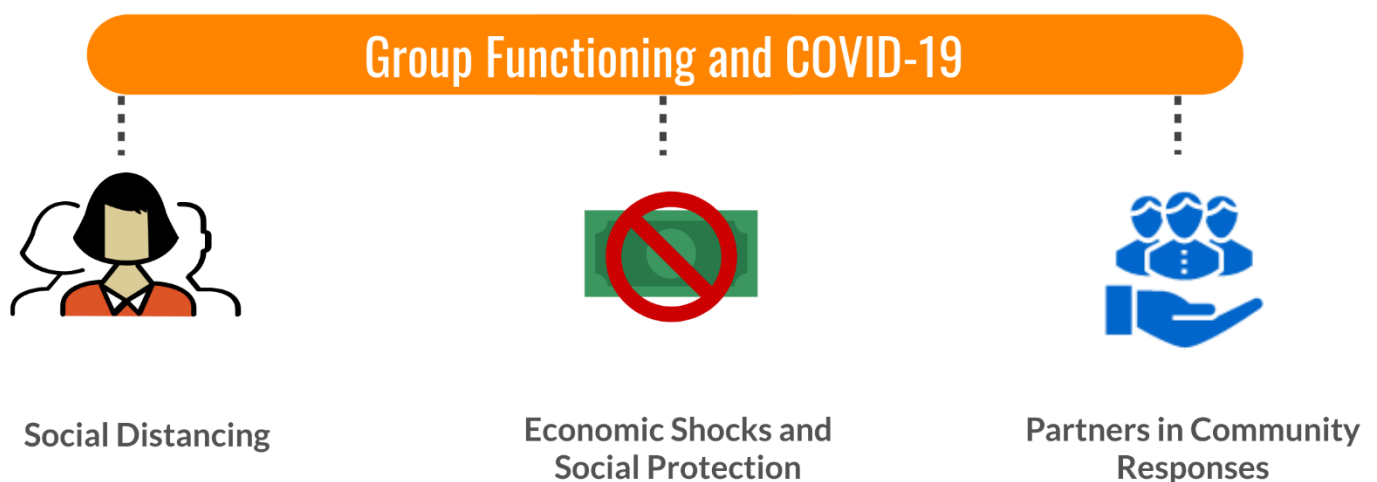 Group Functioning and COVID-19
Social Distancing
Economic Shocks and
Social Protection
Partners in Community
Responses